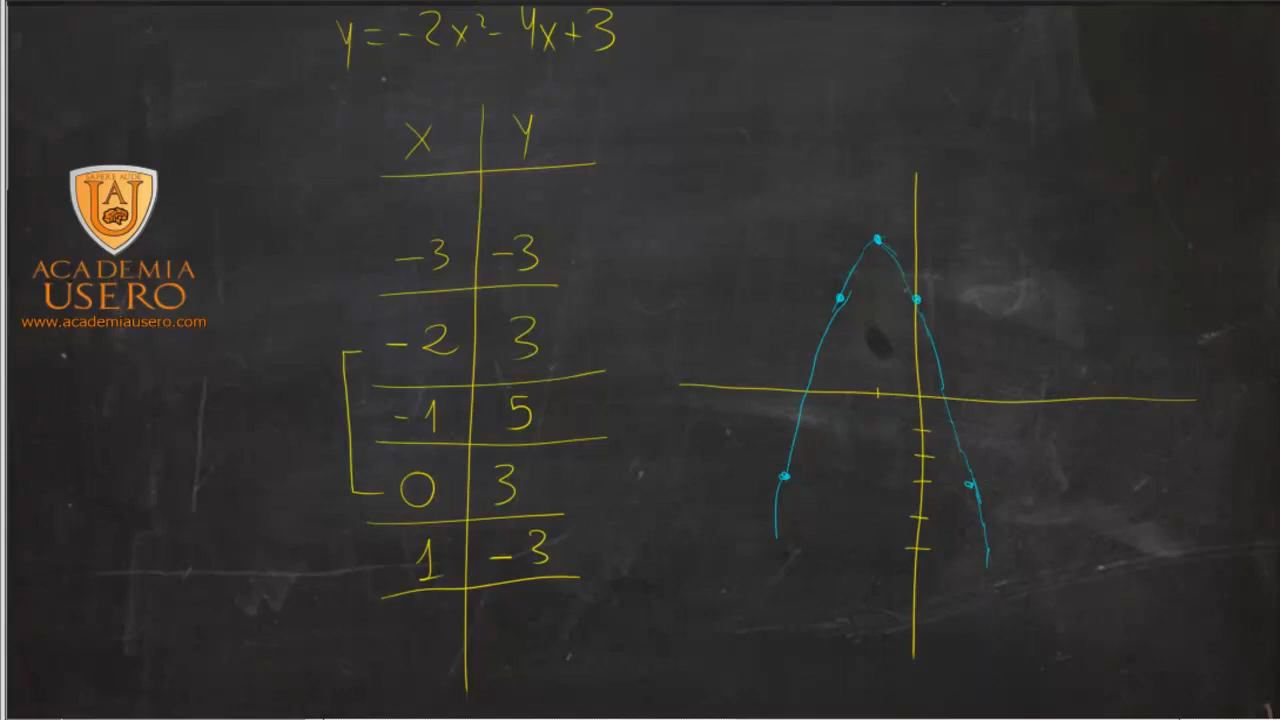 y = -2x² - 4x + 3
X Y
-3 -3
-2 3
-1 5
0 3
1 -3
SAPERE AUDE
UA
ACADEMIA
USERO
www.academiausero.com